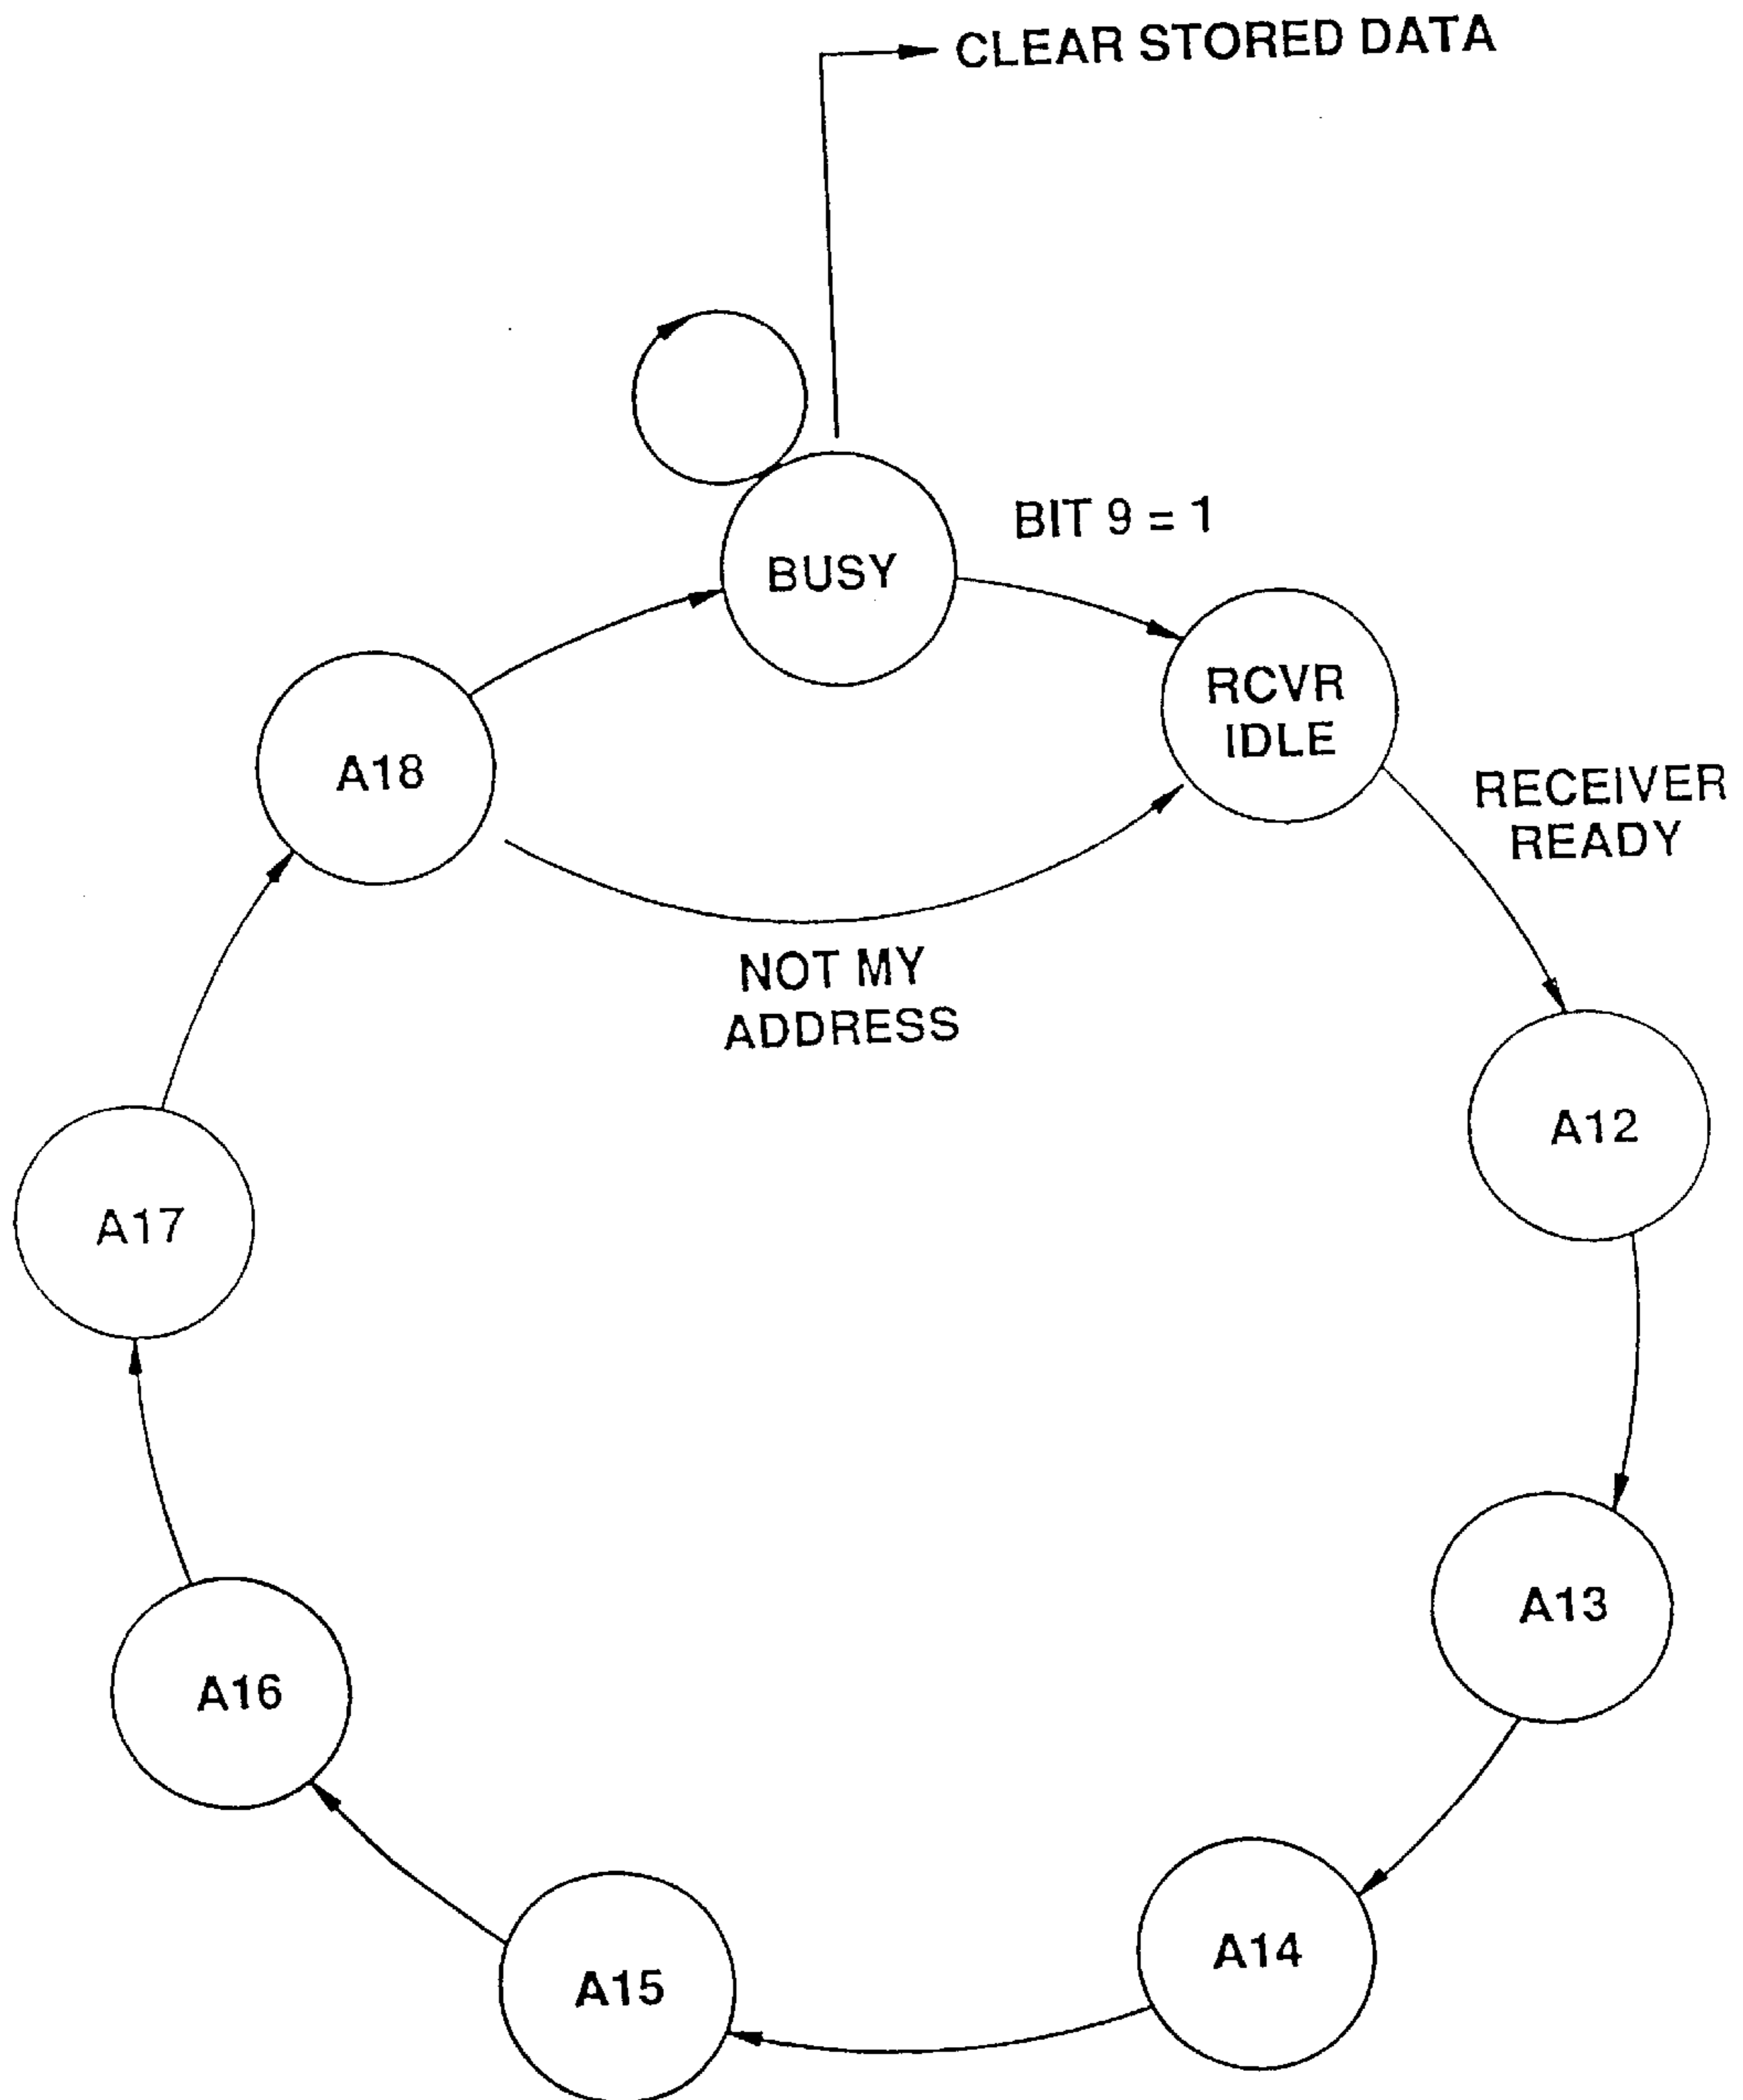 CLEAR STORED DATA
BIT 9 = 1
BUSY
RCVR
IDLE
A18
RECEIVER
READY
NOT MY
ADDRESS
A12
A17
A13
A16
A14
A15